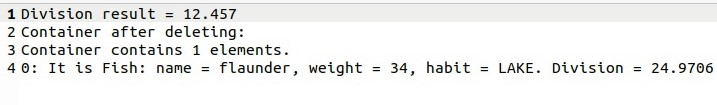 1 Division result = 12.457
2 Container after deleting:
3 Container contains 1 elements.
4 0: It is Fish: name = flaunder, weight = 34, habit = LAKE. Division = 24.9706